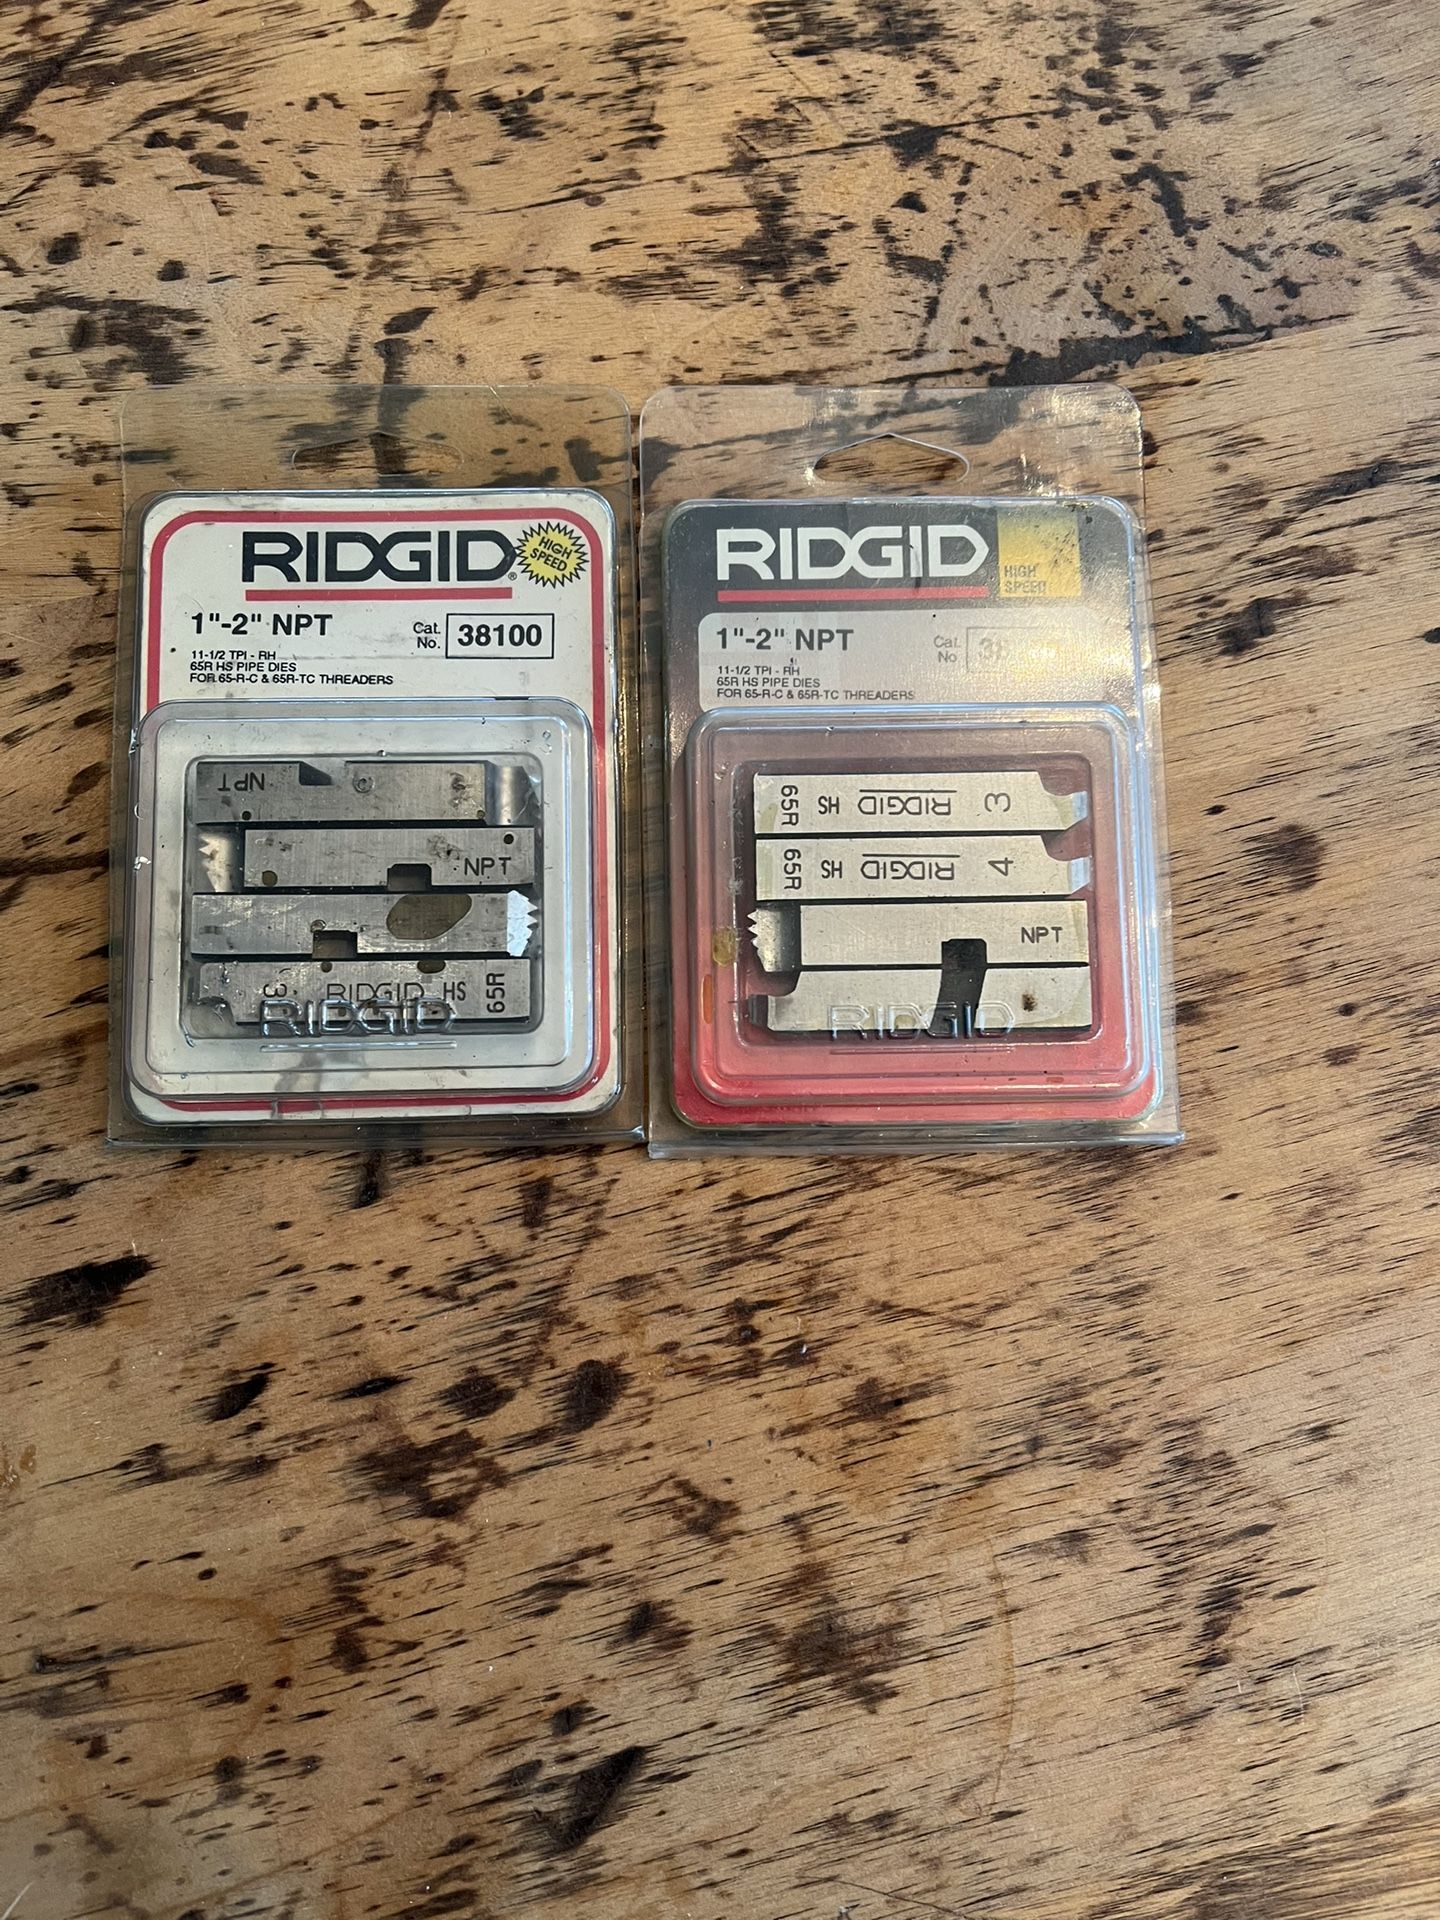 RIDGID®
HIGH
SPEED
1"-2" NPT
Cat.
No. 38100
11-1/2 TPI - RH
65R HS PIPE DIES
FOR 65-R-C & 65R-TC THREADERS
NPT
NPT
RIDGID HS 65R
RIDGID
RIDGID
HIGH
SPEED
1"-2" NPT
Cat.
No
11-1/2 TPI - RH
65R HS PIPE DIES
FOR 65-R-C & 65R-TC THREADERS
65R HS RIDGID 3
65R HS RIDGID 4
NPT
RIDGID